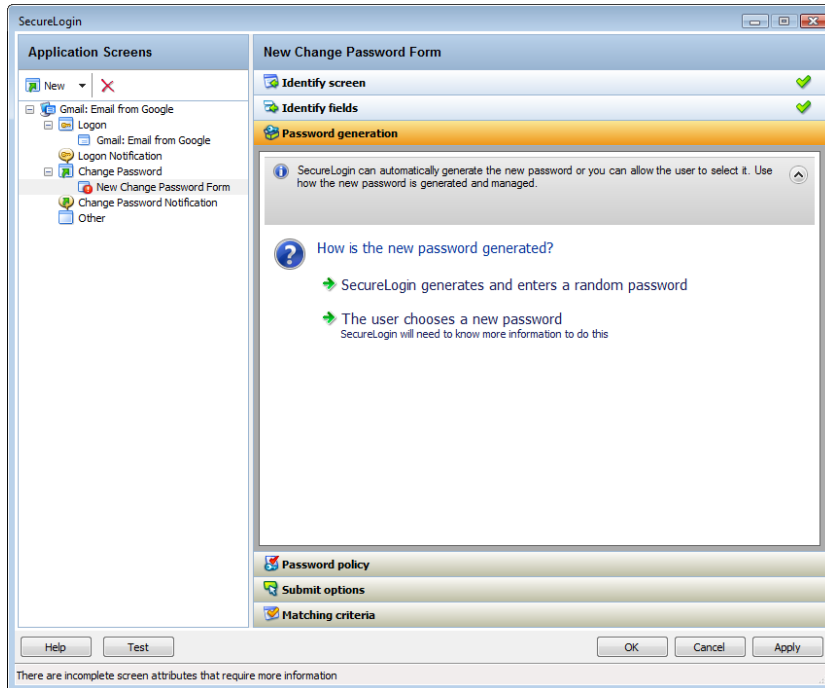 SecureLogin
Application Screens
New
Gmail: Email from Google
Logon
Gmail: Email from Google
Logon Notification
Change Password
New Change Password Form
Change Password Notification
Other
New Change Password Form
Identify screen
Identify fields
Password generation
SecureLogin can automatically generate the new password or you can allow the user to select it. Use
how the new password is generated and managed.
How is the new password generated?
SecureLogin generates and enters a random password
The user chooses a new password
SecureLogin will need to know more information to do this
Password policy
Submit options
Matching criteria
Help
Test
OK
Cancel
Apply
There are incomplete screen attributes that require more information